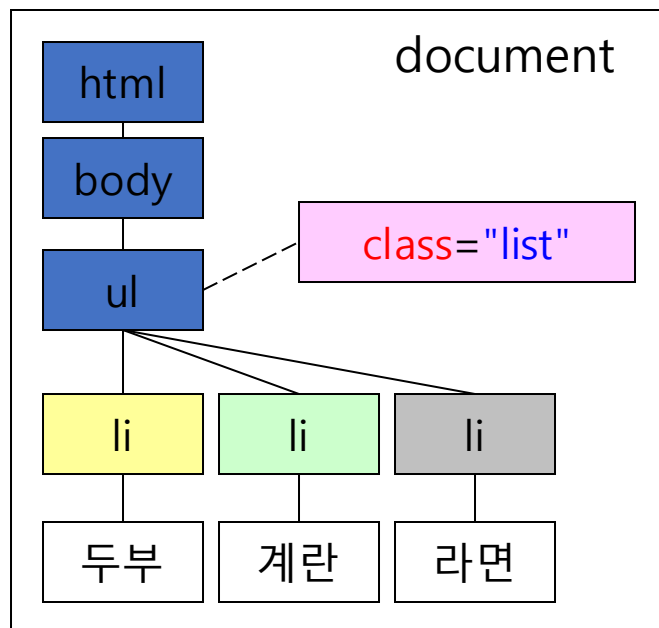 document
html
body
class="list"
ul
li
li
li
두부
계란
라면